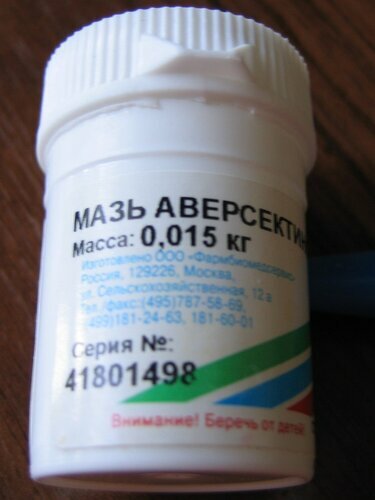 МАЗЬ АВЕРСЕКТИН
Масса: 0,015 кг
Изготовлено ООО «Фармбиомедсервис»
Россия, 129226, Москва,
ул. Сельскохозяйственная, 12 а
Тел./факс:(495)787-58-69,
(499)181-24-63, 181-60-01
Серия №:
41801498
Внимание! Беречь от детей!